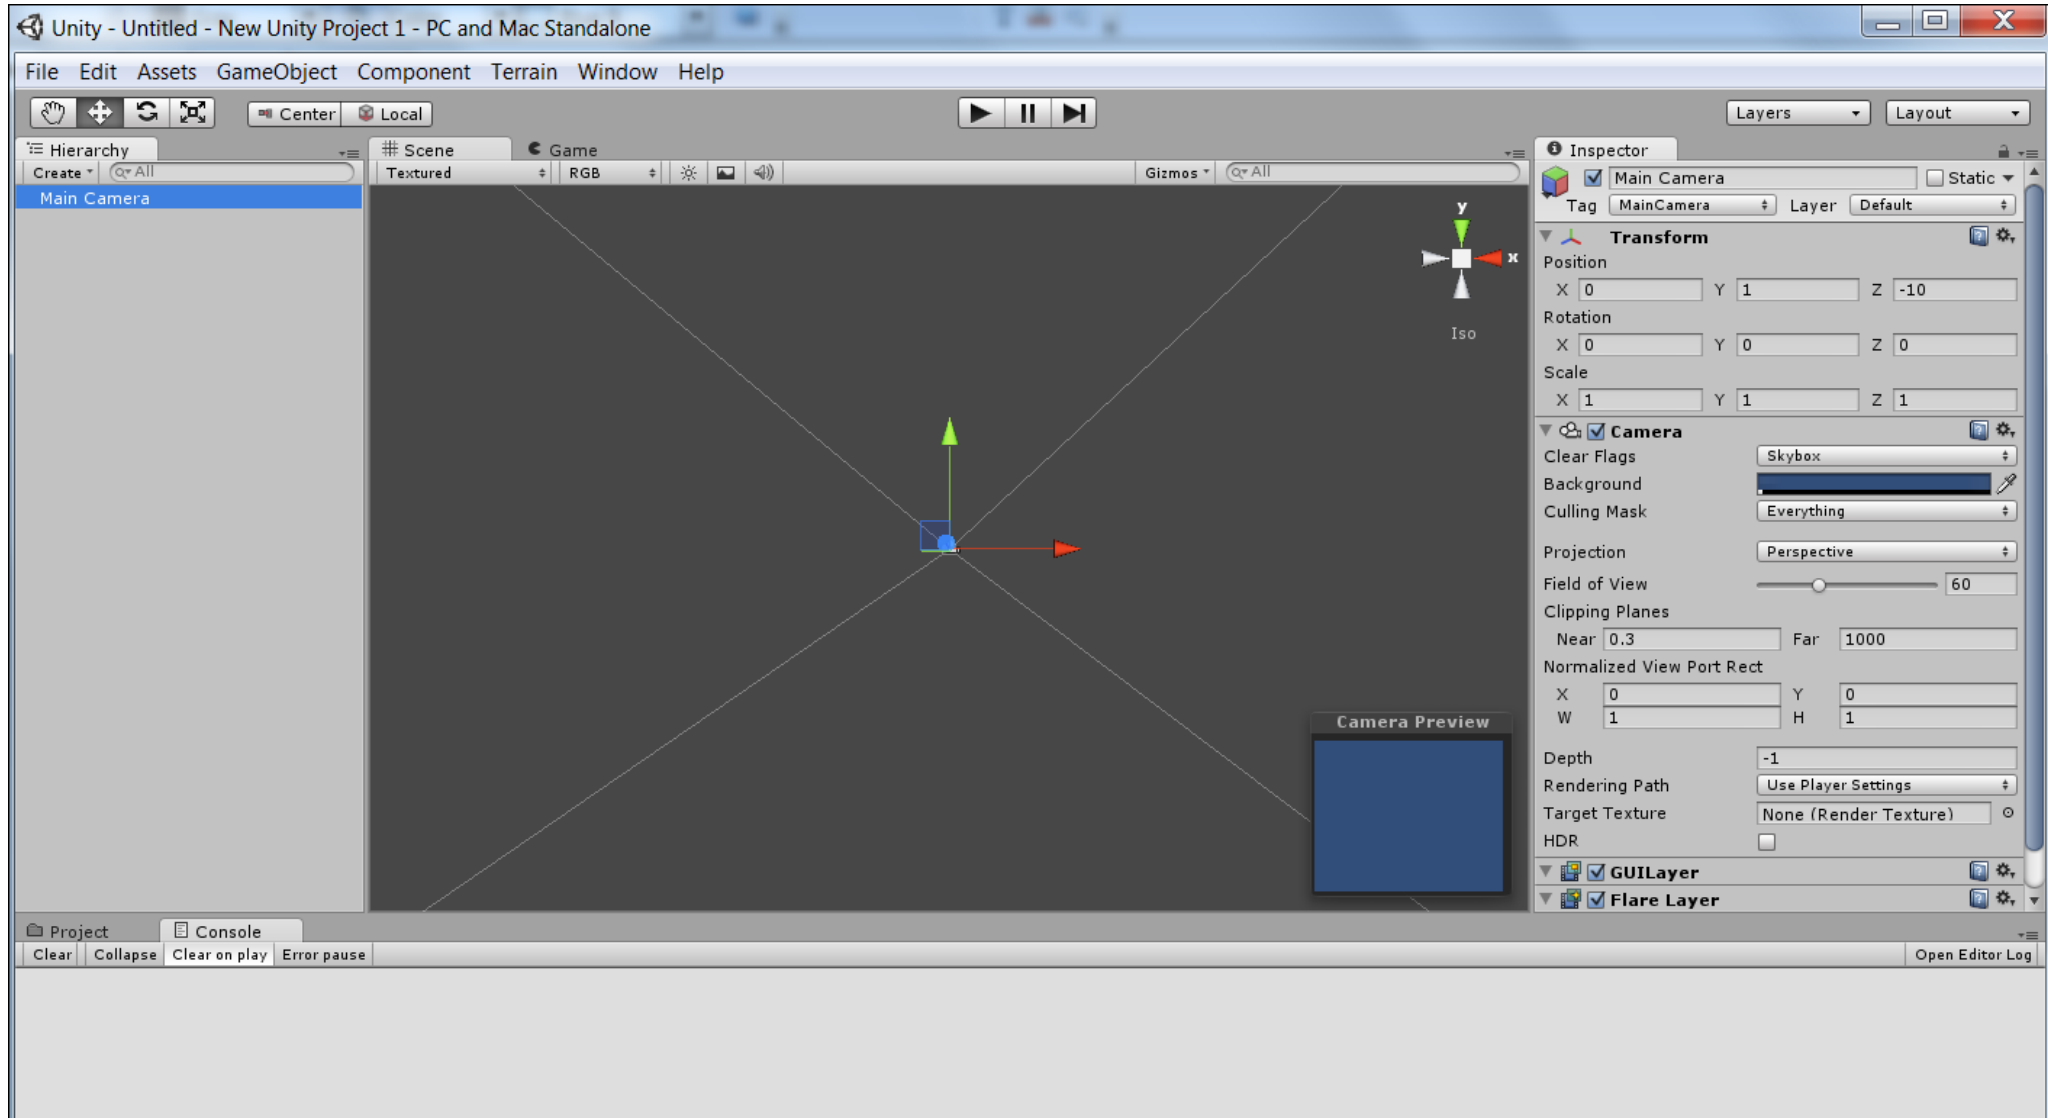 Unity - Untitled - New Unity Project 1 - PC and Mac Standalone
File Edit Assets GameObject Component Terrain Window Help
Center Local Layers Layout
Hierarchy
Create All
Main Camera
Scene Game
Textured RGB Gizmos All
y
x
Iso
Camera Preview
Inspector
Main Camera Static
Tag MainCamera Layer Default
Transform
Position
X 0 Y 1 Z -10
Rotation
X 0 Y 0 Z 0
Scale
X 1 Y 1 Z 1
Camera
Clear Flags Skybox
Background
Culling Mask Everything
Projection Perspective
Field of View 60
Clipping Planes
Near 0.3 Far 1000
Normalized View Port Rect
X 0 Y 0
W 1 H 1
Depth -1
Rendering Path Use Player Settings
Target Texture None (Render Texture)
HDR
GUILayer
Flare Layer
Project Console
Clear Collapse Clear on play Error pause Open Editor Log